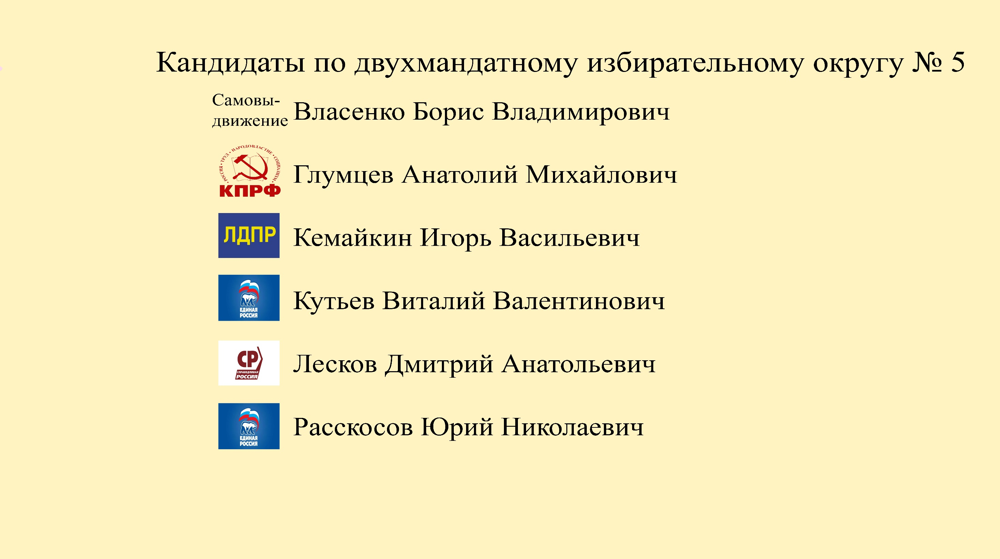 Кандидаты по двухмандатному избирательному округу № 5
Самовы-
движение
Власенко Борис Владимирович
РОССИЯ • ТРУД • НАРОДОВЛАСТИЕ • СОЦИАЛИЗМ
КПРФ
Глумцев Анатолий Михайлович
ЛДПР
Кемайкин Игорь Васильевич
ЕДИНАЯ
РОССИЯ
Кутьев Виталий Валентинович
СР
СПРАВЕДЛИВАЯ
РОССИЯ
Лесков Дмитрий Анатольевич
ЕДИНАЯ
РОССИЯ
Расскосов Юрий Николаевич